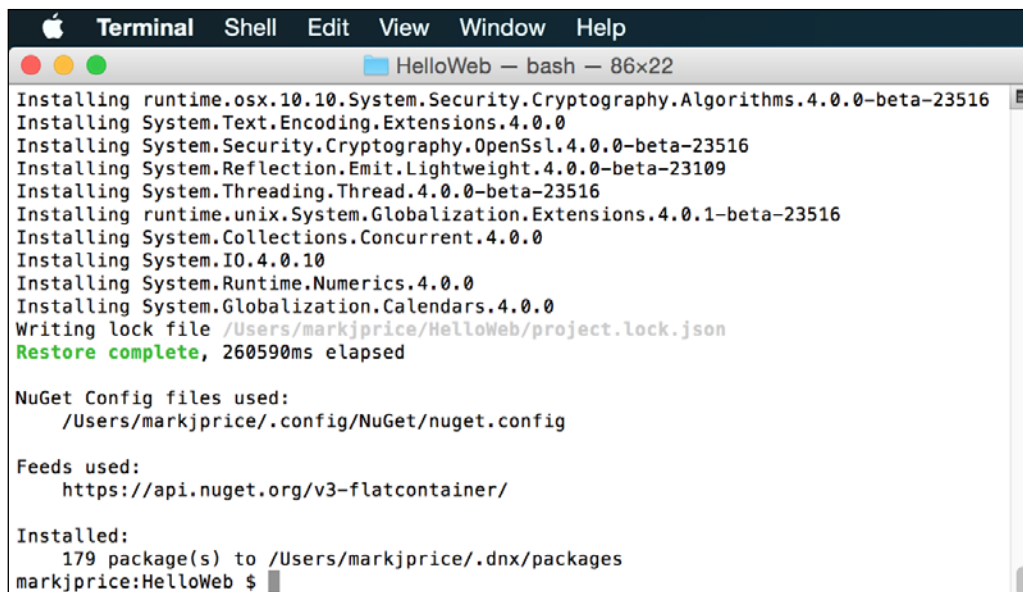 Terminal Shell Edit View Window Help
HelloWeb — bash — 86×22
Installing runtime.osx.10.10.System.Security.Cryptography.Algorithms.4.0.0-beta-23516
Installing System.Text.Encoding.Extensions.4.0.0
Installing System.Security.Cryptography.OpenSsl.4.0.0-beta-23516
Installing System.Reflection.Emit.Lightweight.4.0.0-beta-23109
Installing System.Threading.Thread.4.0.0-beta-23516
Installing runtime.unix.System.Globalization.Extensions.4.0.1-beta-23516
Installing System.Collections.Concurrent.4.0.0
Installing System.IO.4.0.10
Installing System.Runtime.Numerics.4.0.0
Installing System.Globalization.Calendars.4.0.0
Writing lock file /Users/markjprice/HelloWeb/project.lock.json
Restore complete, 260590ms elapsed
NuGet Config files used:
/Users/markjprice/.config/NuGet/nuget.config
Feeds used:
https://api.nuget.org/v3-flatcontainer/
Installed:
179 package(s) to /Users/markjprice/.dnx/packages
markjprice:HelloWeb $